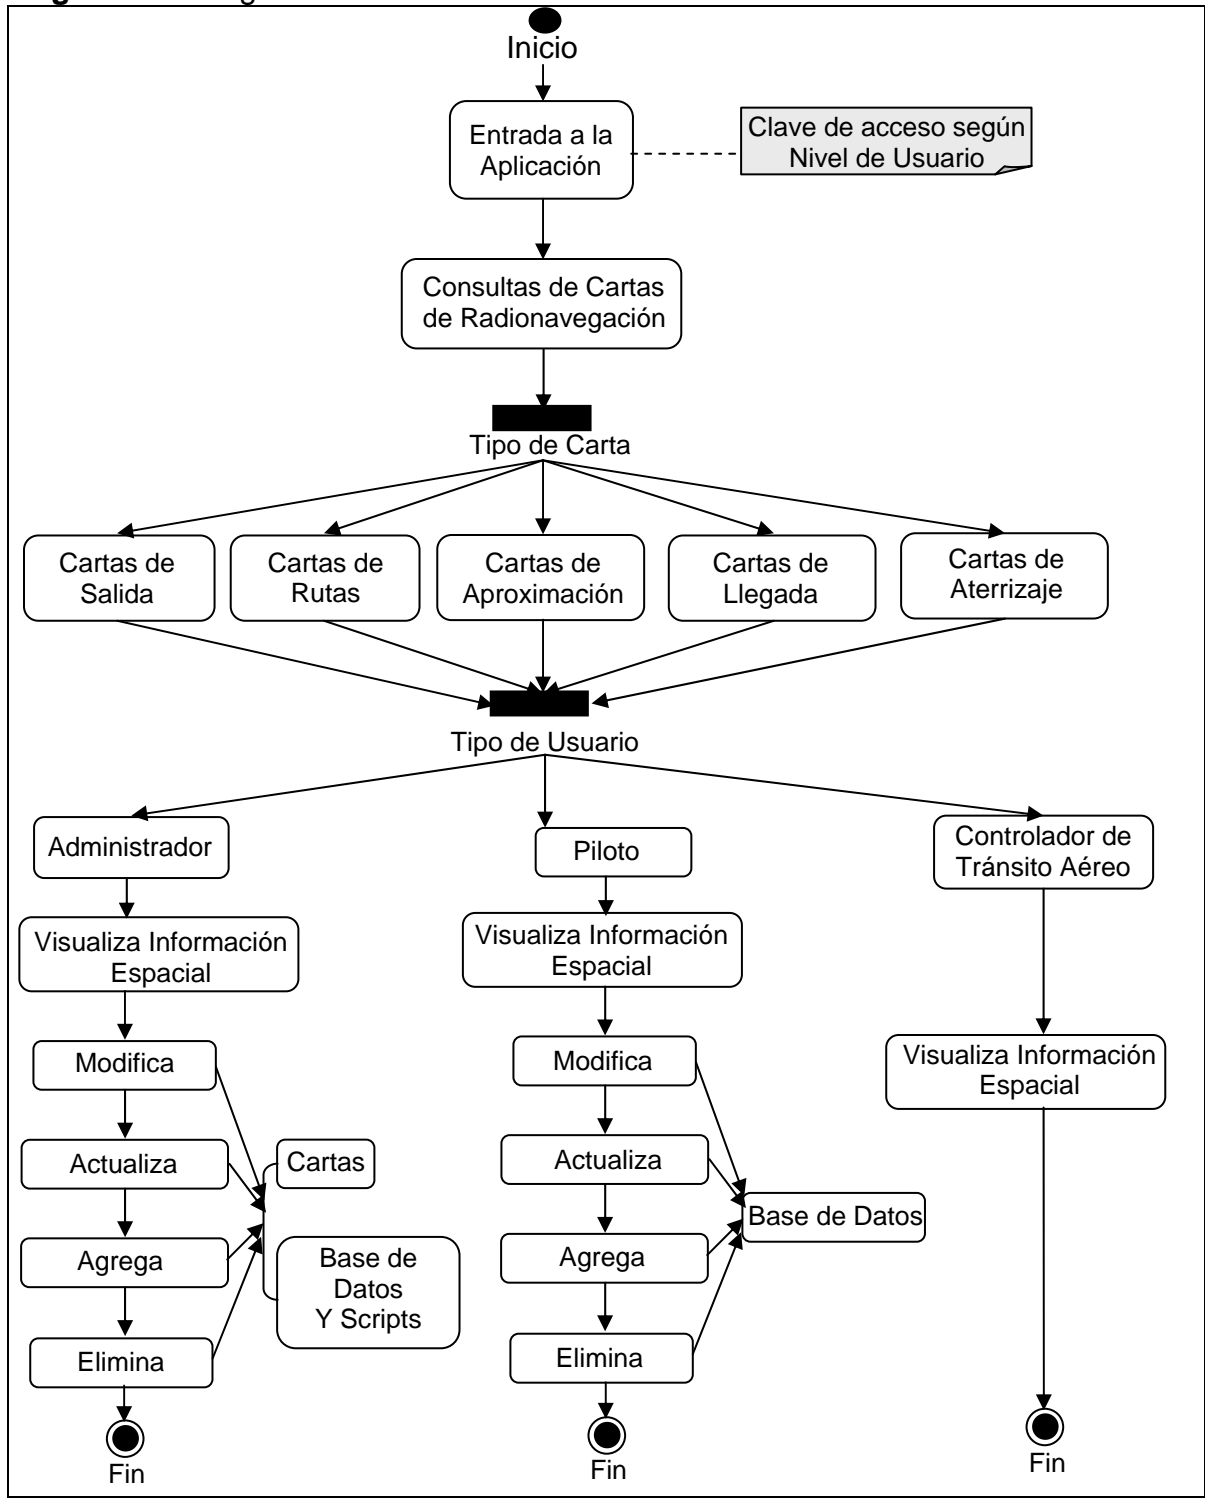 Inicio
Entrada a la
Aplicación
Clave de acceso según
Nivel de Usuario
Consultas de Cartas
de Radionavegación
Tipo de Carta
Cartas de
Salida
Cartas de
Rutas
Cartas de
Aproximación
Cartas de
Llegada
Cartas de
Aterrizaje
Tipo de Usuario
Administrador
Piloto
Controlador de
Tránsito Aéreo
Visualiza Información
Espacial
Visualiza Información
Espacial
Visualiza Información
Espacial
Modifica
Modifica
Actualiza
Cartas
Actualiza
Base de Datos
Agrega
Base de
Datos
Y Scripts
Agrega
Elimina
Elimina
Fin
Fin
Fin